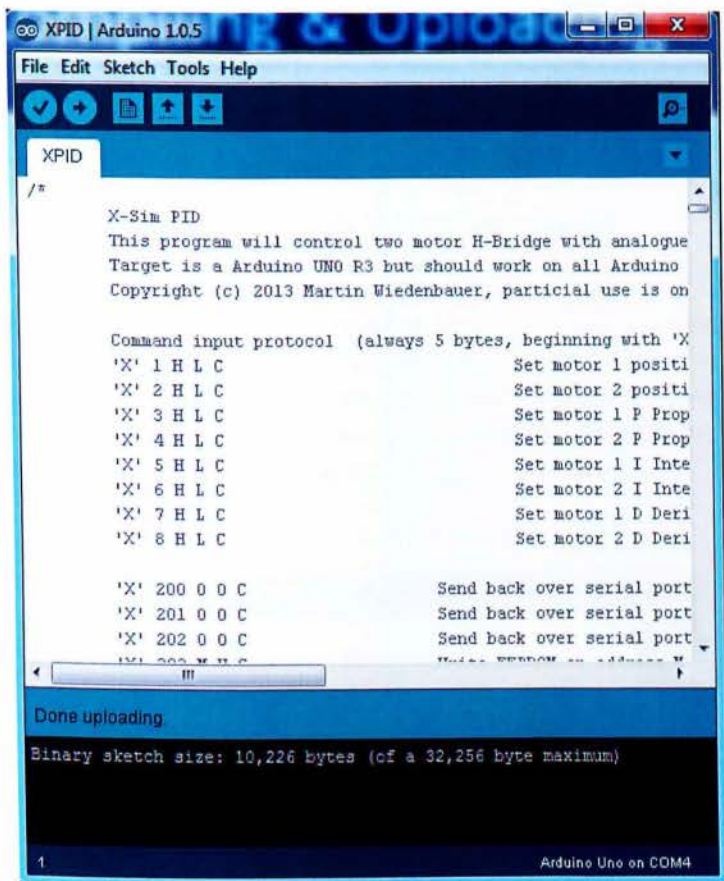 XPID | Arduino 1.0.5
File Edit Sketch Tools Help
XPID
/*
X-Sim PID
This program will control two motor H-Bridge with analogue
Target is a Arduino UNO R3 but should work on all Arduino
Copyright (c) 2013 Martin Wiedenbauer, particial use is on
Command input protocol (always 5 bytes, beginning with 'X
'X' 1 H L C Set motor 1 positi
'X' 2 H L C Set motor 2 positi
'X' 3 H L C Set motor 1 P Prop
'X' 4 H L C Set motor 2 P Prop
'X' 5 H L C Set motor 1 I Inte
'X' 6 H L C Set motor 2 I Inte
'X' 7 H L C Set motor 1 D Deri
'X' 8 H L C Set motor 2 D Deri
'X' 200 0 0 C Send back over serial port
'X' 201 0 0 C Send back over serial port
'X' 202 0 0 C Send back over serial port
Done uploading.
Binary sketch size: 10,226 bytes (of a 32,256 byte maximum)
1 Arduino Uno on COM4